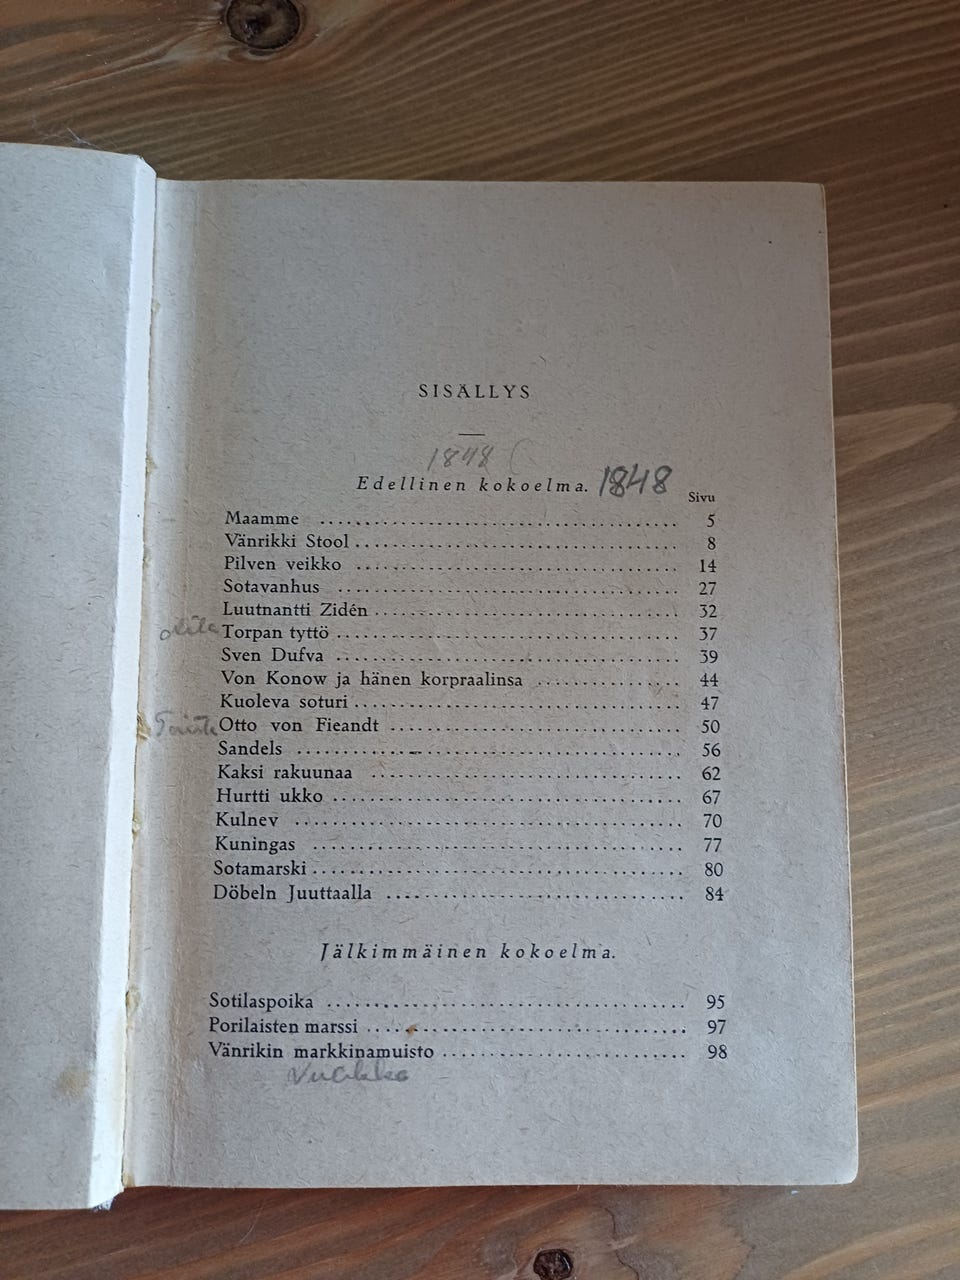 SISÄLLYS
1848 (
Edellinen kokoelma. 1848
Sivu
Maamme ........................................ 5
Vänrikki Stool ........................................ 8
Pilven veikko ........................................ 14
Sotavanhus ........................................ 27
Luutnantti Zidén ........................................ 32
Torpan tyttö ........................................ 37
Sven Dufva ........................................ 39
Von Konow ja hänen korpraalinsa ................ 44
Kuoleva soturi ........................................ 47
Otto von Fieandt ........................................ 50
Sandels ........................................ 56
Kaksi rakuunaa ........................................ 62
Hurtti ukko ........................................ 67
Kulnev ........................................ 70
Kuningas ........................................ 77
Sotamarski ........................................ 80
Döbeln Juuttaalla ........................................ 84
Jälkimmäinen kokoelma.
Sotilaspoika ........................................ 95
Porilaisten marssi ........................................ 97
Vänrikin markkinamuisto ........................... 98